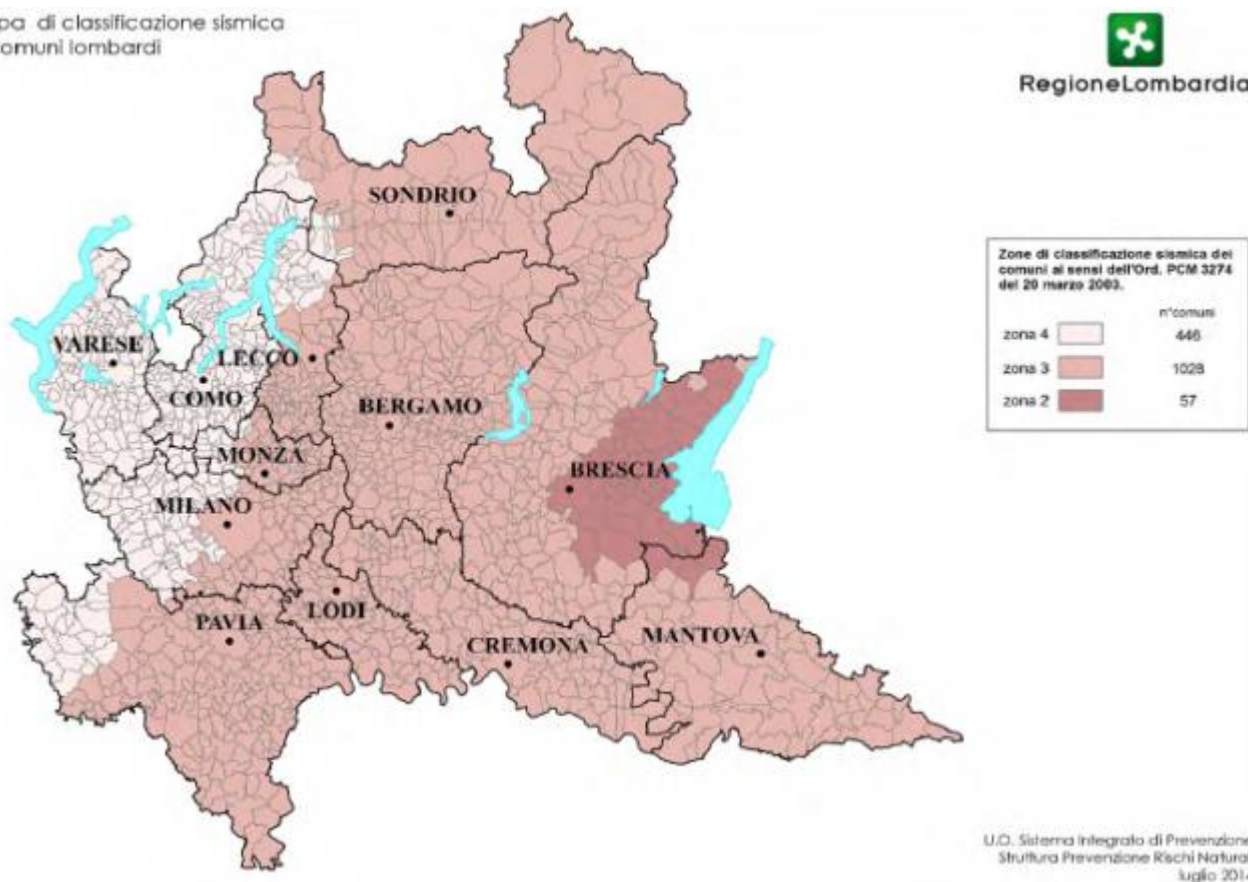 pa di classificazione sismica
omuni lombardi
RegioneLombardia
Zone di classificazione sismica dei
comuni ai sensi dell'Ord. PCM 3274
del 20 marzo 2003.
n°comuni
zona 4 446
zona 3 1028
zona 2 57
SONDRIO
VARESE
LECCO
COMO
BERGAMO
MONZA
BRESCIA
MILANO
LODI
PAVIA
MANTOVA
CREMONA
U.O. Sistema Integrato di Prevenzione
Struttura Prevenzione Rischi Natural
luglio 2014